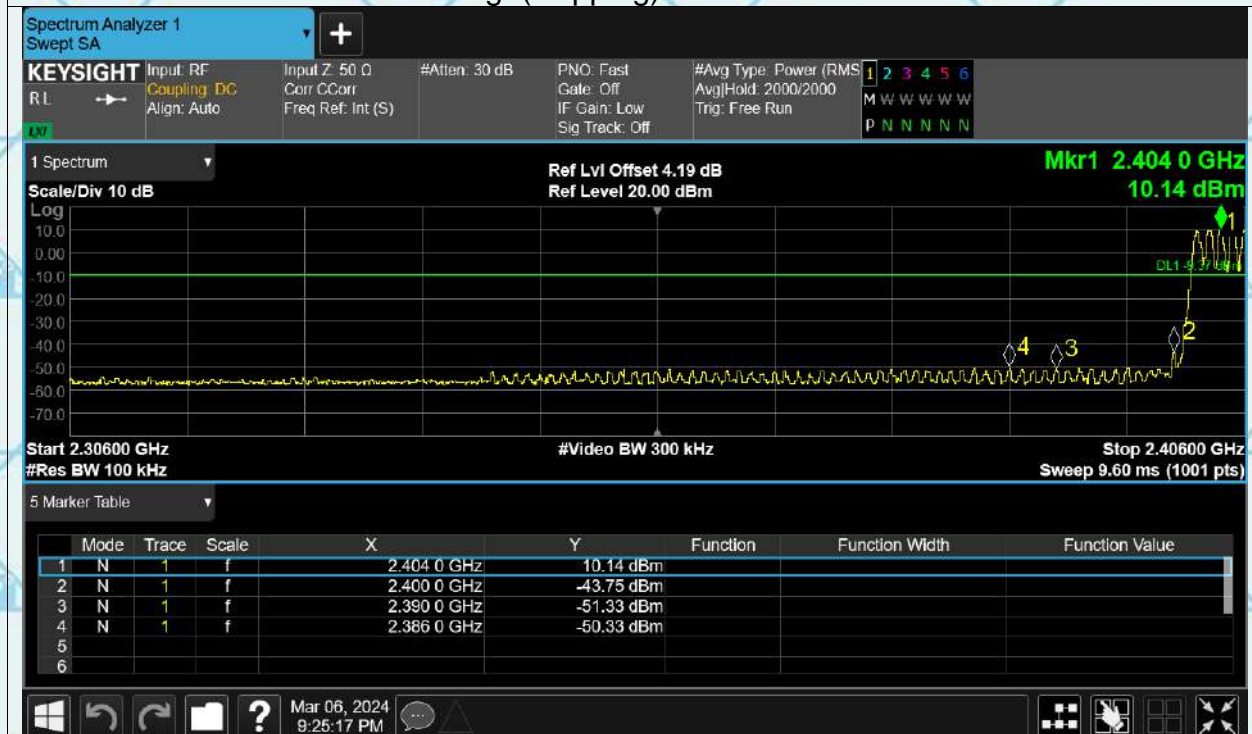 Spectrum Analyzer 1
Swept SA
+
KEYSIGHT Input: RF Input Z: 50 Ω #Atten: 30 dB PNO: Fast #Avg Type: Power (RMS 1 2 3 4 5 6
RL Coupling: DC Corr CCorr Gate: Off Avg|Hold: 2000/2000 M W W W W W
Align: Auto Freq Ref: Int (S) IF Gain: Low Trig: Free Run P N N N N N
LXI Sig Track: Off
1 Spectrum Ref Lvl Offset 4.19 dB Mkr1 2.404 0 GHz
Scale/Div 10 dB Ref Level 20.00 dBm 10.14 dBm
Log
1
10.0
0.00
DL1 -9.37 dBm
-10.0
-20.0
-30.0
2
-40.0
4 3
-50.0
-60.0
-70.0
Start 2.30600 GHz #Video BW 300 kHz Stop 2.40600 GHz
#Res BW 100 kHz Sweep 9.60 ms (1001 pts)
5 Marker Table
Mode Trace Scale X Y Function Function Width Function Value
1 N 1 f 2.404 0 GHz 10.14 dBm
2 N 1 f 2.400 0 GHz -43.75 dBm
3 N 1 f 2.390 0 GHz -51.33 dBm
4 N 1 f 2.386 0 GHz -50.33 dBm
5
6
? Mar 06, 2024
9:25:17 PM